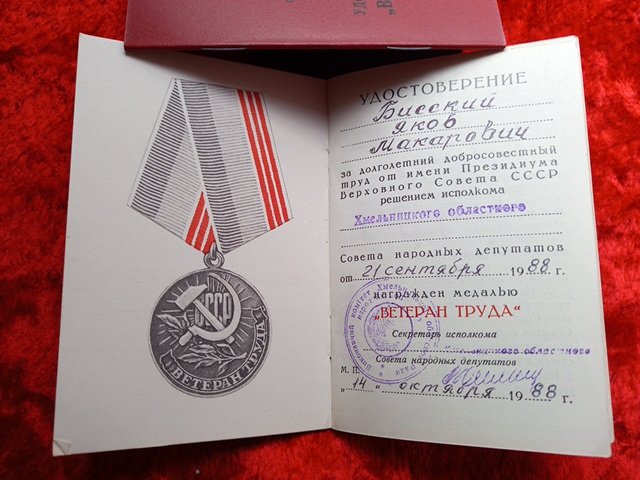 УДО
"В
СССР
ВЕТЕРАН ТРУДА
УДОСТОВЕРЕНИЕ
Бисский
Яков
Макарович
за долголетний добросовестный
труд от имени Президиума
Верховного Совета СССР
решением исполкома
Хмельницкого областного
Совета народных депутатов
от 21 сентября 1988 г.
награжден медалью
„ВЕТЕРАН ТРУДА“
Секретарь исполкома
областного
Совета народных депутатов
М. П.
"14" октября 1988 г.